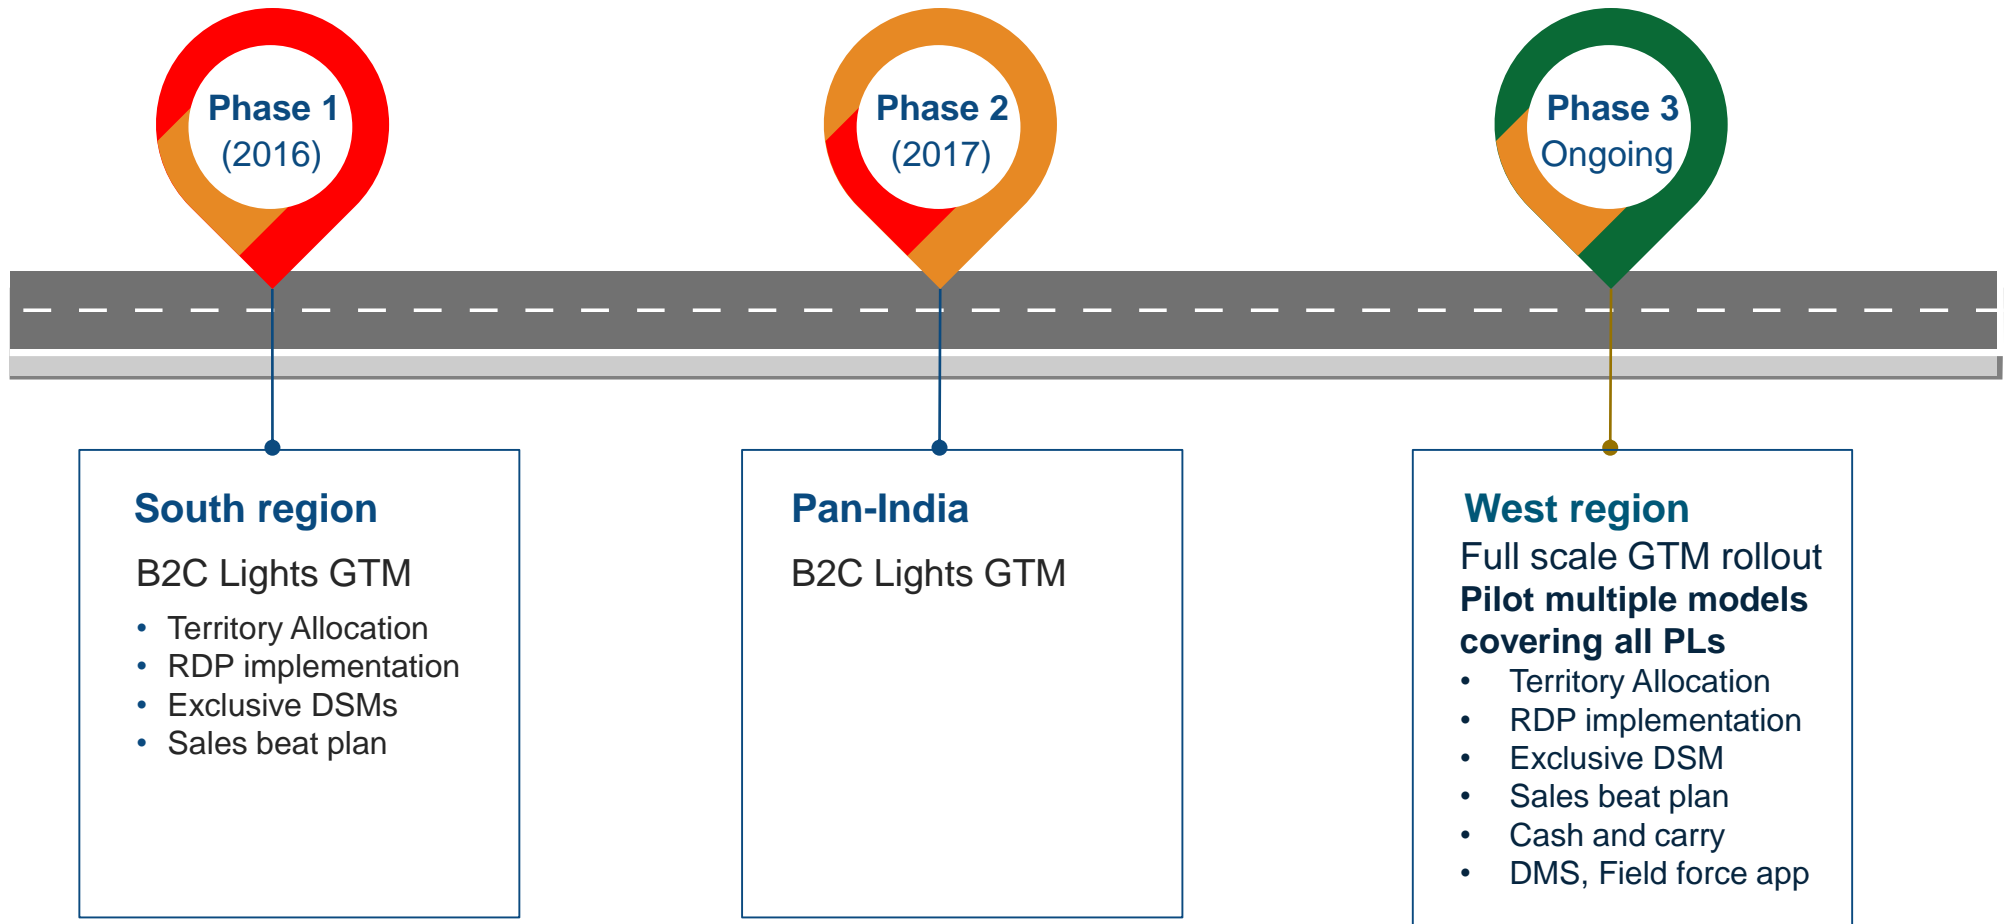 Phase 1
(2016)
Phase 2
(2017)
Phase 3
Ongoing
South region
B2C Lights GTM
• Territory Allocation
• RDP implementation
• Exclusive DSMs
• Sales beat plan
Pan-India
B2C Lights GTM
West region
Full scale GTM rollout
Pilot multiple models
covering all PLs
• Territory Allocation
• RDP implementation
• Exclusive DSM
• Sales beat plan
• Cash and carry
• DMS, Field force app